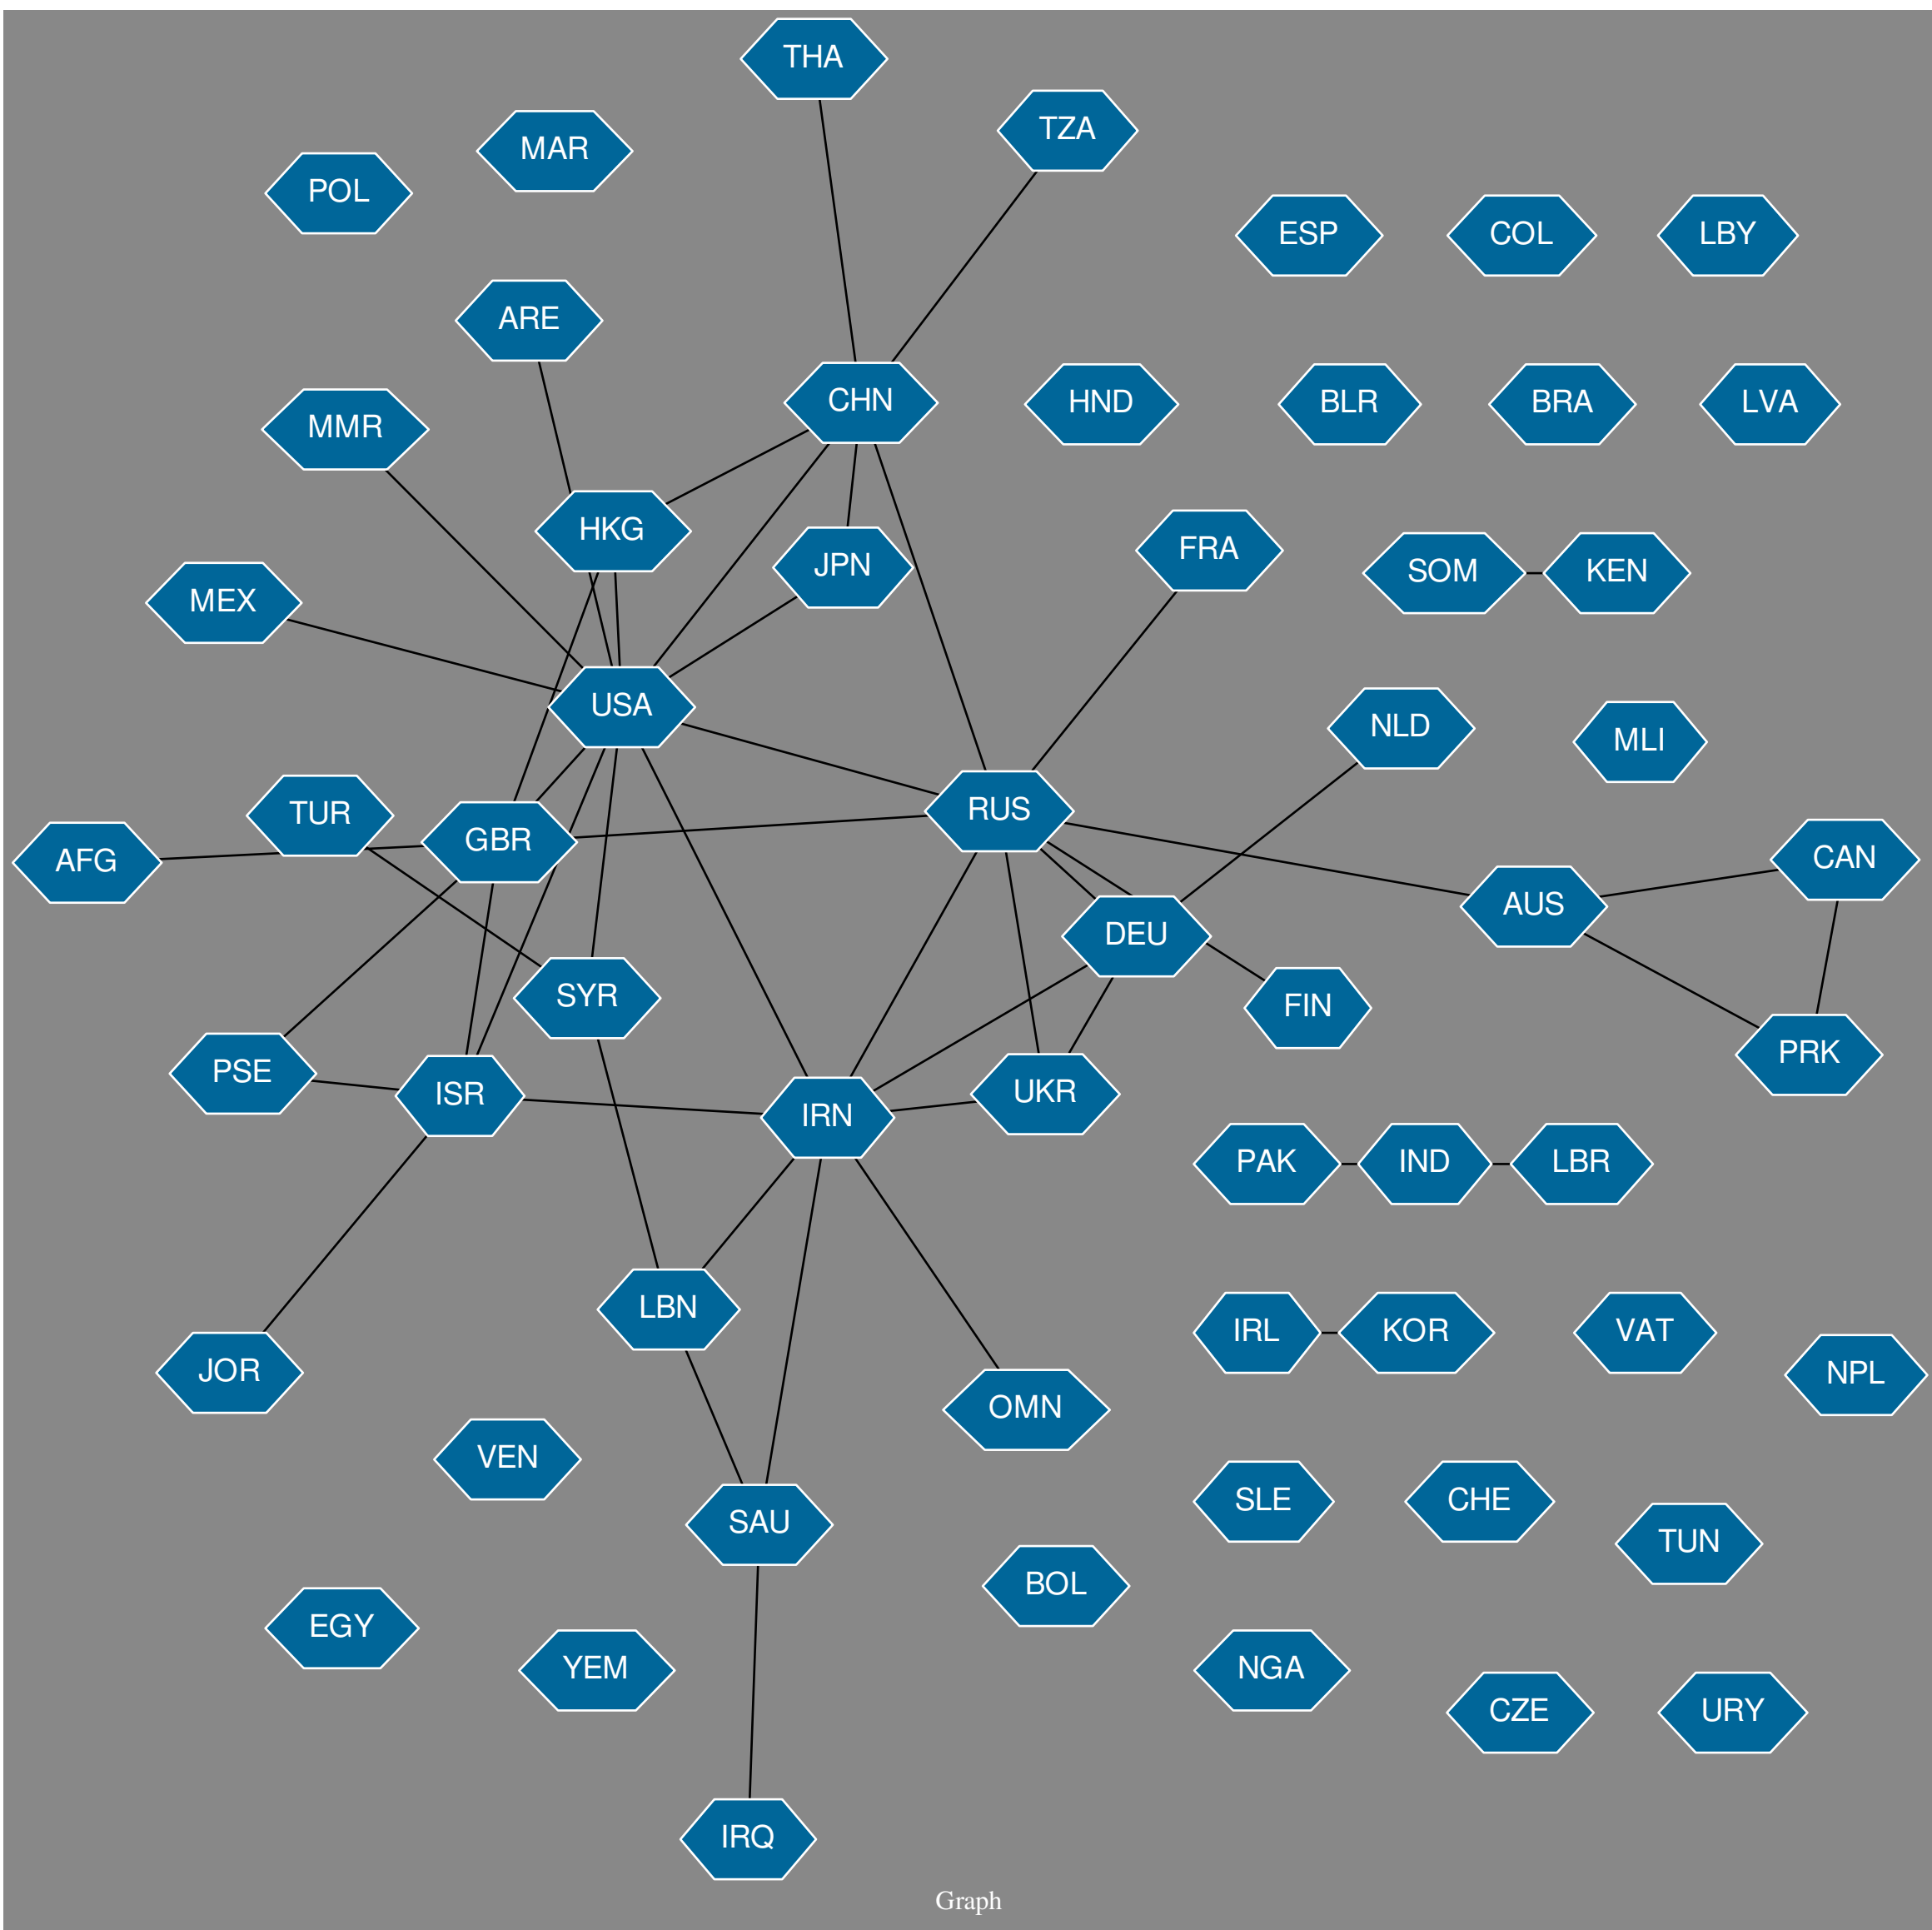 THA
TZA
MAR
POL
ESP
COL
LBY
ARE
CHN
HND
BLR
BRA
LVA
MMR
HKG
JPN
FRA
SOM
KEN
MEX
USA
NLD
MLI
RUS
TUR
GBR
AFG
CAN
AUS
DEU
SYR
FIN
PRK
PSE
ISR
IRN
UKR
PAK
IND
LBR
LBN
IRL
KOR
VAT
JOR
NPL
OMN
VEN
SLE
CHE
SAU
TUN
BOL
EGY
YEM
NGA
CZE
URY
IRQ
Graph